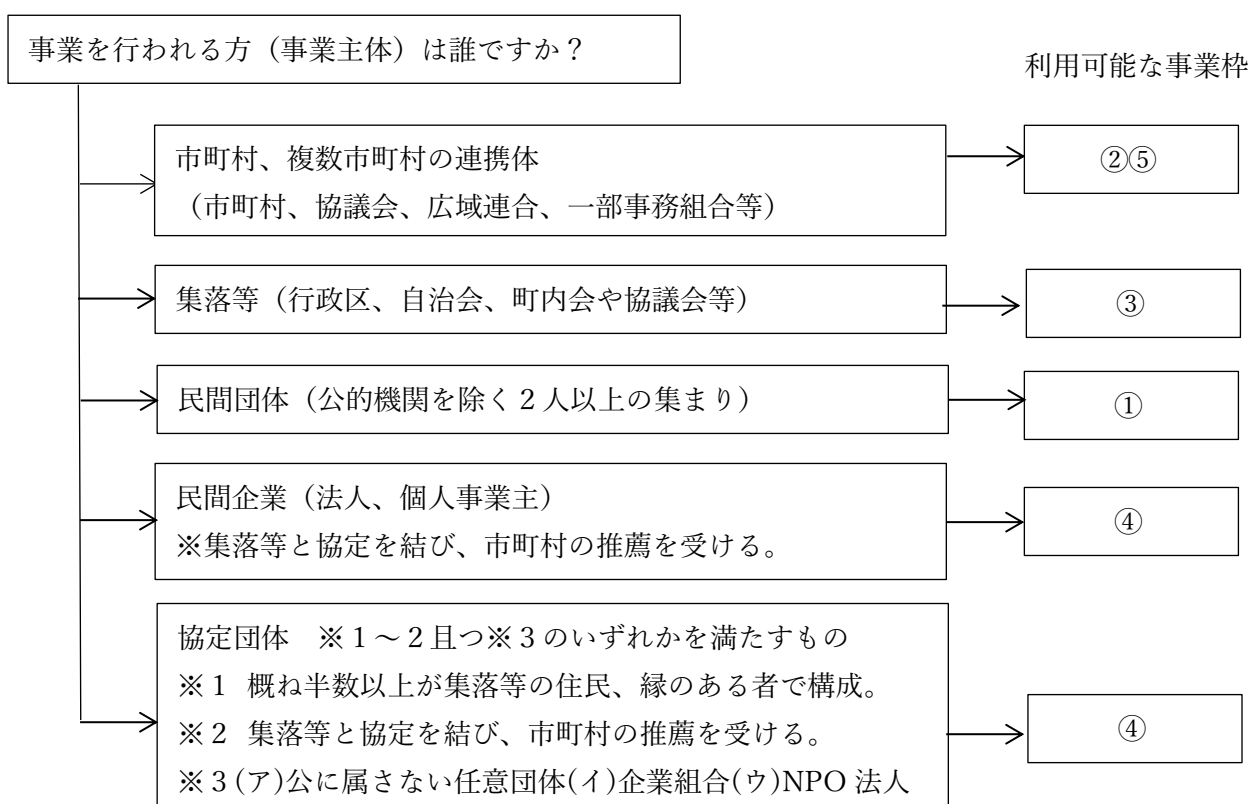 事業を行われる方（事業主体）は誰ですか？
利用可能な事業枠
市町村、複数市町村の連携体
（市町村、協議会、広域連合、一部事務組合等）
②⑤
集落等（行政区、自治会、町内会や協議会等）
③
民間団体（公的機関を除く２人以上の集まり）
①
民間企業（法人、個人事業主）
※集落等と協定を結び、市町村の推薦を受ける。
④
協定団体　※１～２且つ※３のいずれかを満たすもの
※１ 概ね半数以上が集落等の住民、縁のある者で構成。
※２ 集落等と協定を結び、市町村の推薦を受ける。
※３(ア)公に属さない任意団体(イ)企業組合(ウ)NPO 法人
④